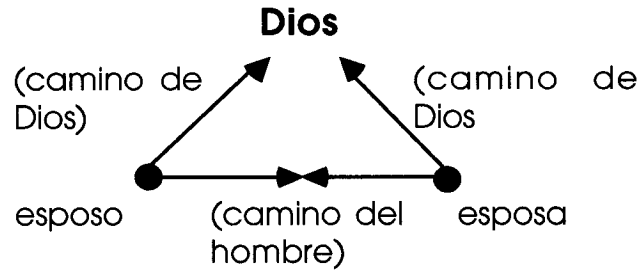 Dios
(camino de
Dios)
(camino de
Dios
esposo
(camino del
hombre)
esposa